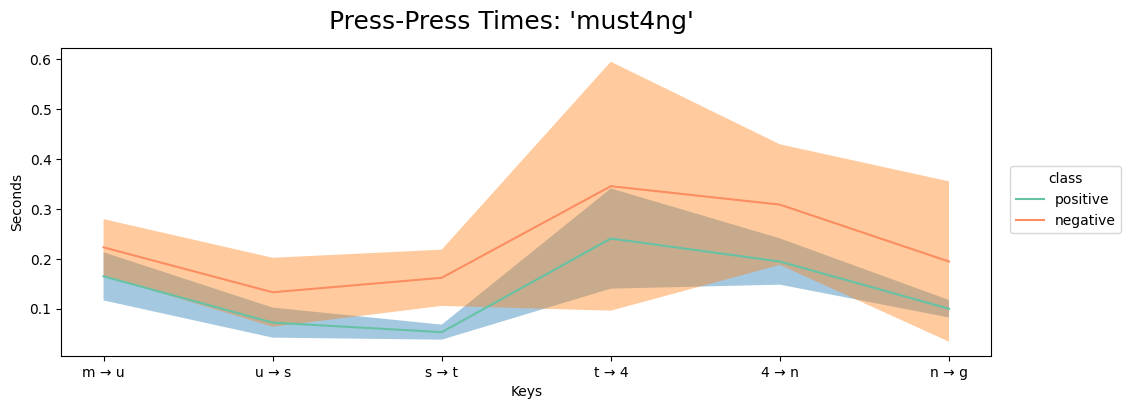 Press-Press Times: 'must4ng'
0.6
0.5
0.4
0.3
0.2
0.1
Seconds
m → u
u → s
s → t
t → 4
4 → n
n → g
Keys
class
positive
negative